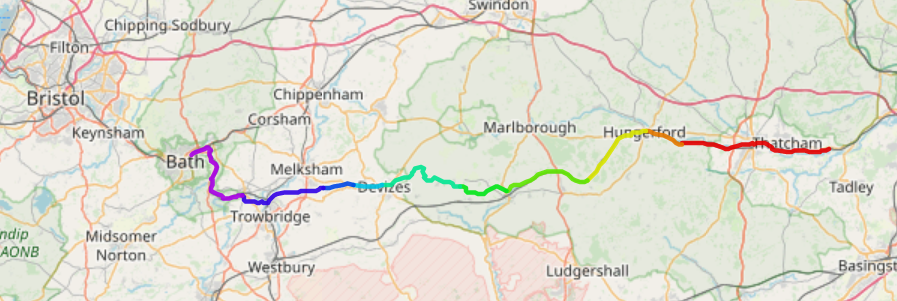 Swindon
Chipping Sodbury
Filton
Chippenham
Bristol
Corsham
Marlborough
Keynsham
Hungerford
Thatcham
Bath
Melksham
Devizes
Tadley
Trowbridge
Midsomer
Norton
ndip
AONB
Westbury
Ludgershall
Basingst